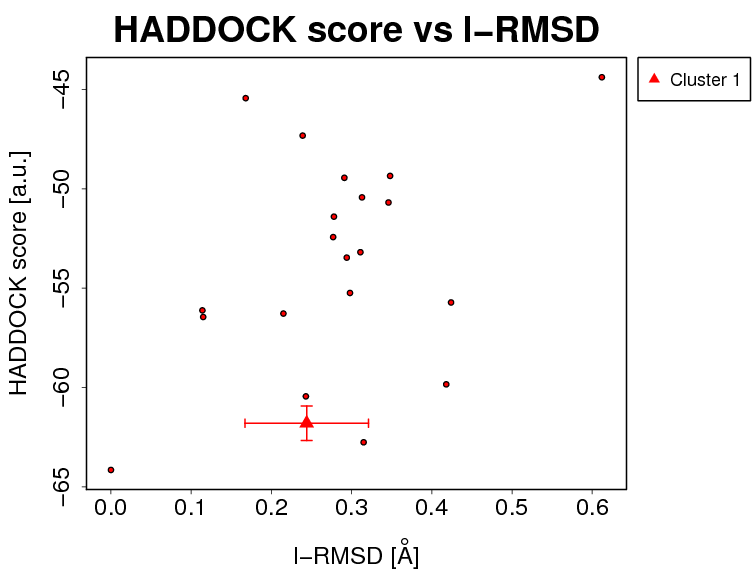 HADDOCK score vs I−RMSD
Cluster 1
HADDOCK score [a.u.]
−45
−50
−55
−60
−65
0.0 0.1 0.2 0.3 0.4 0.5 0.6
I−RMSD [Å]